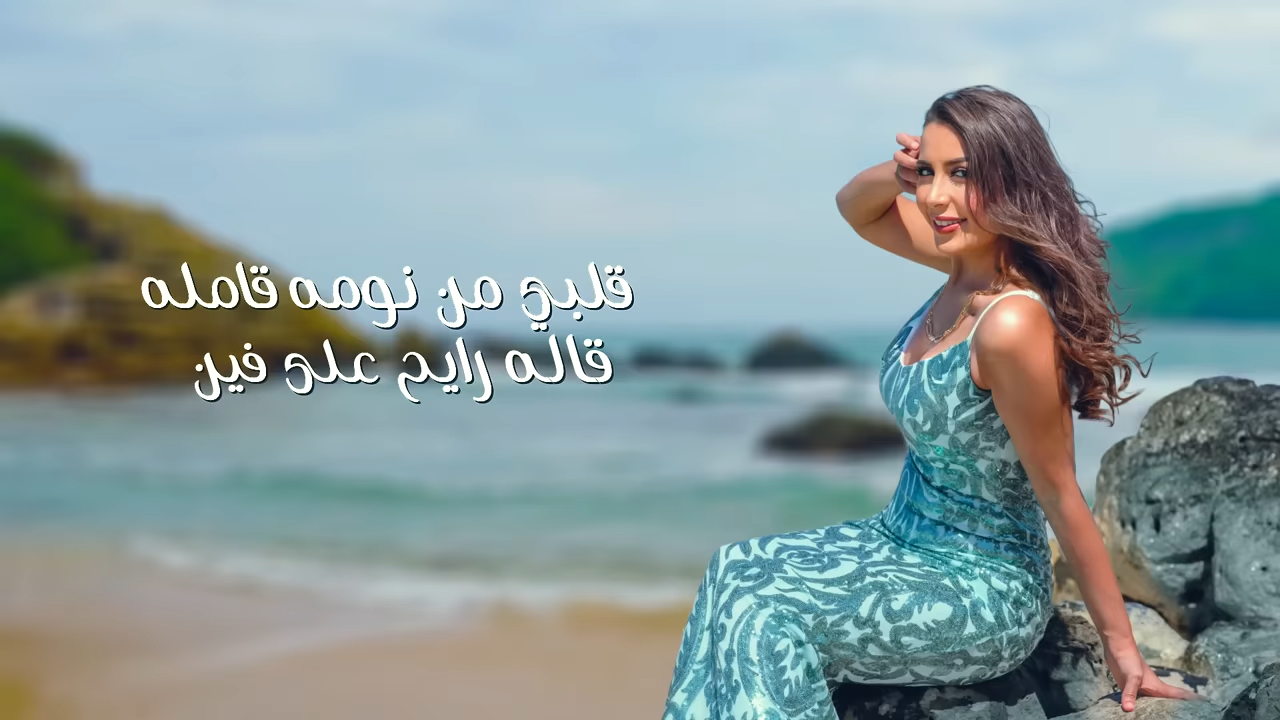 قلبي من نومه قامله
قاله رايح على فين